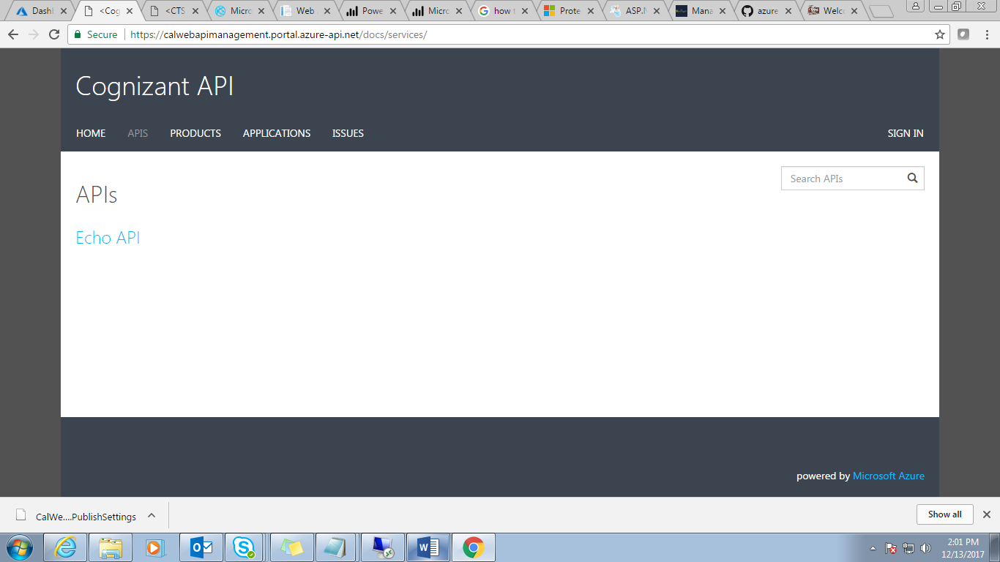 Dashb
<Cog
<CTS
Micro
Web
Powe
Micro
how t
Prote
ASP.N
Mana
azure
Welco
Secure
https://calwebapimanagement.portal.azure-api.net/docs/services/
Cognizant API
HOME APIS PRODUCTS APPLICATIONS ISSUES SIGN IN
Search APIs
APIs
Echo API
powered by Microsoft Azure
CalWe....PublishSettings
Show all
2:01 PM
12/13/2017